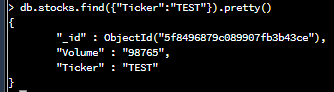 > db.stocks.find({"Ticker":"TEST"}).pretty()
{
"_id" : ObjectId("5f8496879c089907fb3b43ce"),
"Volume" : "98765",
"Ticker" : "TEST"
}